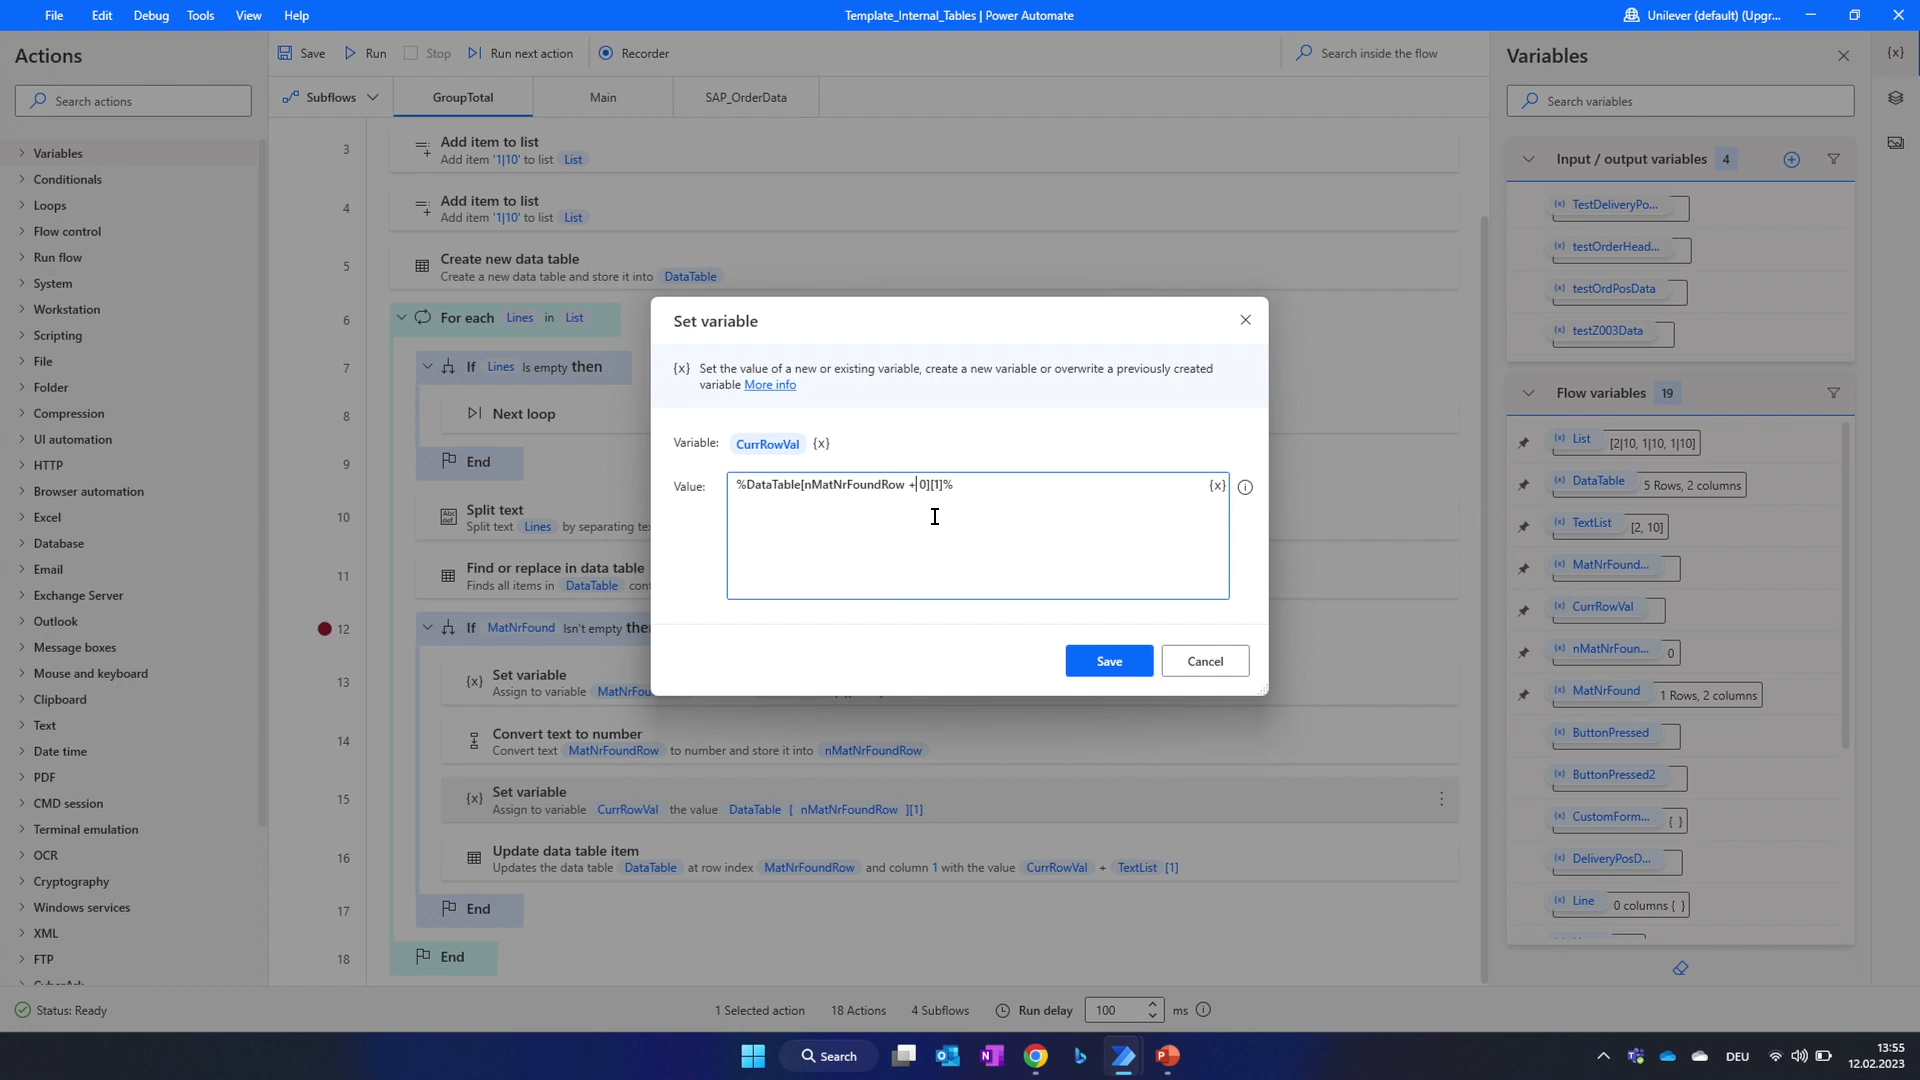 File Edit Debug Tools View Help
Template_Internal_Tables | Power Automate
Unilever (default) (Upgr...
Actions
Search actions
Variables
Conditionals
Loops
Flow control
Run flow
System
Workstation
Scripting
File
Folder
Compression
UI automation
HTTP
Browser automation
Excel
Database
Email
Exchange Server
Outlook
Message boxes
Mouse and keyboard
Clipboard
Text
Date time
PDF
CMD session
Terminal emulation
OCR
Cryptography
Windows services
XML
FTP
Save Run Stop Run next action Recorder
Search inside the flow
Subflows GroupTotal Main SAP_OrderData
3 Add item to list
Add item '1|10' to list List
4 Add item to list
Add item '1|10' to list List
5 Create new data table
Create a new data table and store it into DataTable
6 For each Lines in List
7 If Lines Is empty then
8 Next loop
9 End
10 Split text
Split text Lines by separating te
11 Find or replace in data table
Finds all items in DataTable con
12 If MatNrFound Isn't empty the
13 Set variable
Assign to variable MatNrFou
14 Convert text to number
Convert text MatNrFoundRow to number and store it into nMatNrFoundRow
15 Set variable
Assign to variable CurrRowVal the value DataTable [ nMatNrFoundRow ][1]
16 Update data table item
Updates the data table DataTable at row index MatNrFoundRow and column 1 with the value CurrRowVal + TextList [1]
17 End
18 End
Set variable
{x} Set the value of a new or existing variable, create a new variable or overwrite a previously created
variable More info
Variable: CurrRowVal {x}
Value: %DataTable[nMatNrFoundRow +0][1]% {x}
Save Cancel
Variables
{x}
Search variables
Input / output variables 4
TestDeliveryPo...
testOrderHead...
testOrdPosData
testZ003Data
Flow variables 19
List [2|10, 1|10, 1|10]
DataTable 5 Rows, 2 columns
TextList [2, 10]
MatNrFound...
CurrRowVal
nMatNrFoun... 0
MatNrFound 1 Rows, 2 columns
ButtonPressed
ButtonPressed2
CustomForm... { }
DeliveryPosD...
Line 0 columns { }
Status: Ready
1 Selected action 18 Actions 4 Subflows Run delay 100 ms
Search
DEU
13:55
12.02.2023